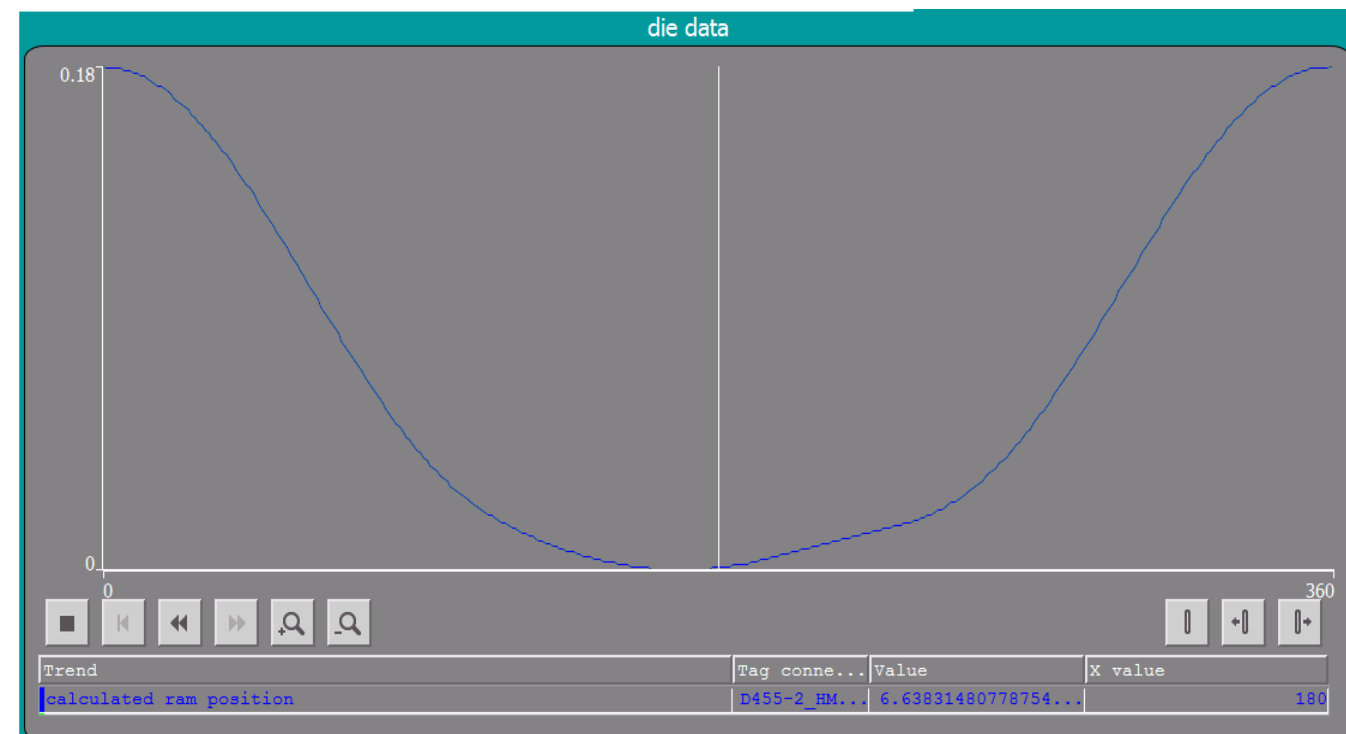 die data
0.18
0
0
360
Trend Tag conne... Value X value
calculated ram position D455-2_HM... 6.63831480778754... 180